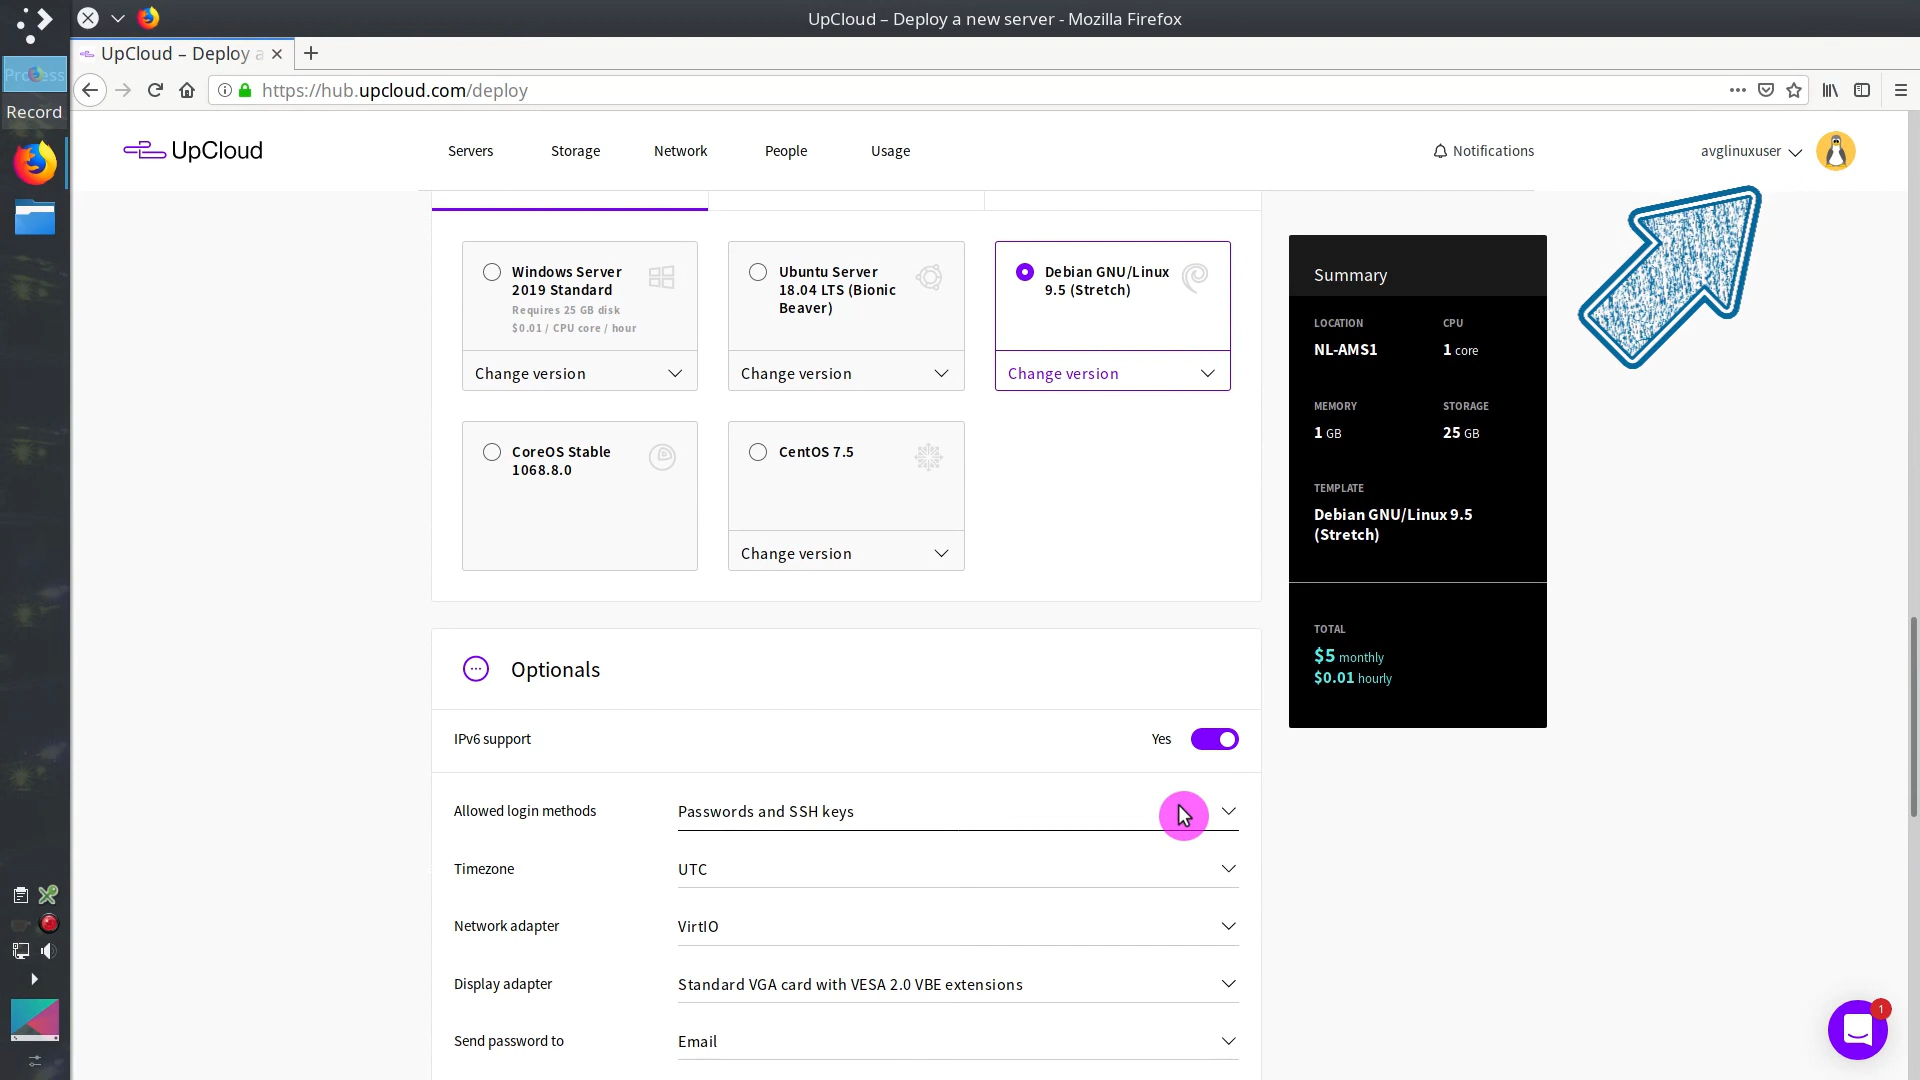 UpCloud – Deploy a new server - Mozilla Firefox
UpCloud – Deploy a
Process
Record
https://hub.upcloud.com/deploy
UpCloud
Servers
Storage
Network
People
Usage
Notifications
avglinuxuser
Windows Server
2019 Standard
Requires 25 GB disk
$0.01 / CPU core / hour
Change version
Ubuntu Server
18.04 LTS (Bionic
Beaver)
Change version
Debian GNU/Linux
9.5 (Stretch)
Change version
CoreOS Stable
1068.8.0
CentOS 7.5
Change version
Summary
LOCATION
CPU
NL-AMS1
1 core
MEMORY
STORAGE
1 GB
25 GB
TEMPLATE
Debian GNU/Linux 9.5
(Stretch)
TOTAL
$5 monthly
$0.01 hourly
Optionals
IPv6 support
Yes
Allowed login methods
Passwords and SSH keys
Timezone
UTC
Network adapter
VirtIO
Display adapter
Standard VGA card with VESA 2.0 VBE extensions
Send password to
Email
1